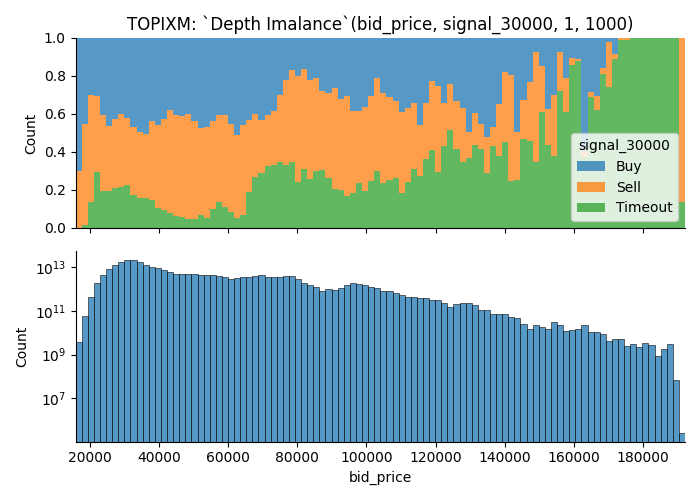 TOPIXM: `Depth Imalance`(bid_price, signal_30000, 1, 1000)
1.0
0.8
0.6
0.4
0.2
0.0
Count
signal_30000
Buy
Sell
Timeout
10^13
10^11
10^9
10^7
Count
20000 40000 60000 80000 100000 120000 140000 160000 180000
bid_price